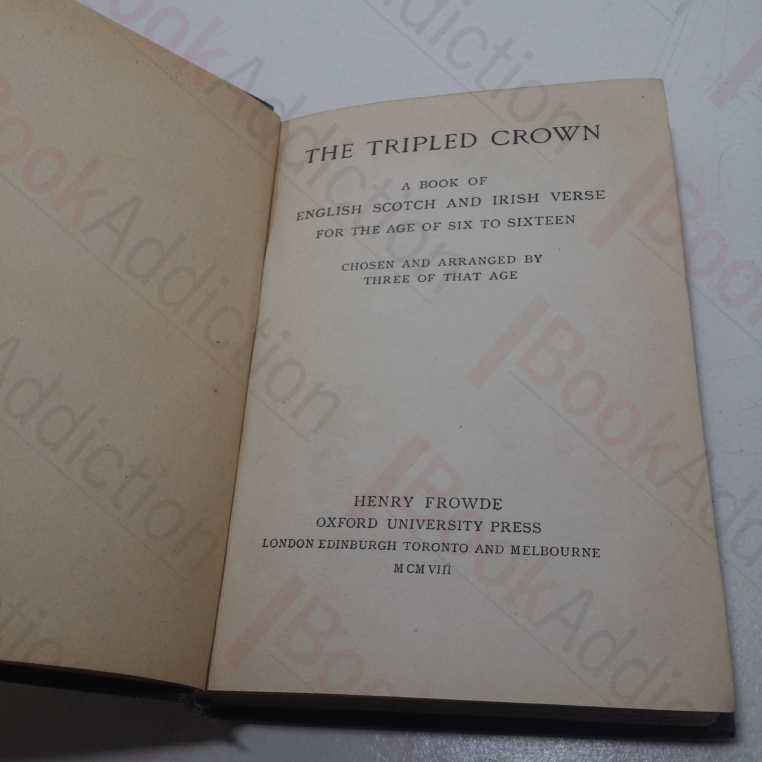 THE TRIPLED CROWN
A BOOK OF
ENGLISH SCOTCH AND IRISH VERSE
FOR THE AGE OF SIX TO SIXTEEN
CHOSEN AND ARRANGED BY
THREE OF THAT AGE
HENRY FROWDE
OXFORD UNIVERSITY PRESS
LONDON EDINBURGH TORONTO AND MELBOURNE
MCMVIII
BookAddiction